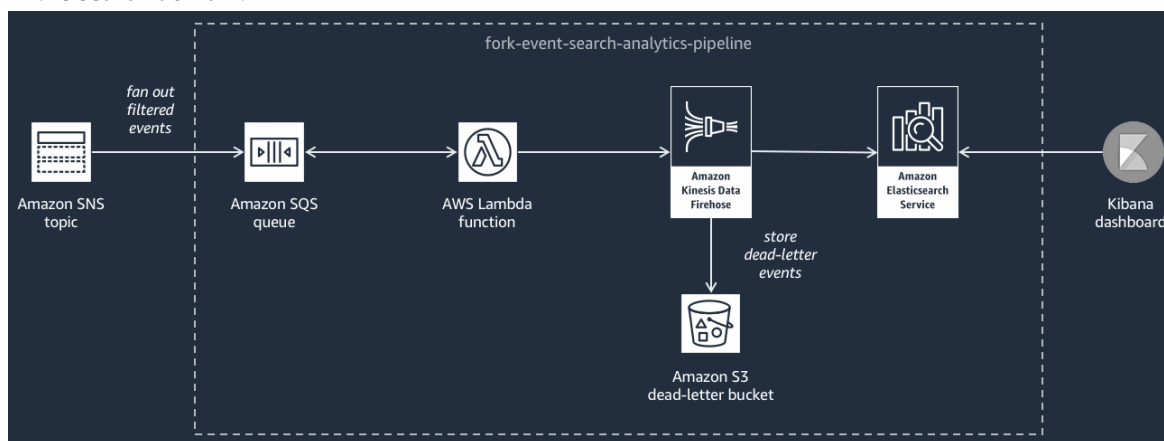 fork-event-search-analytics-pipeline
fan out
filtered
events
Amazon SNS
topic
Amazon SQS
queue
AWS Lambda
function
Amazon
Kinesis Data
Firehose
Amazon
Elasticsearch
Service
Kibana
dashboard
store
dead-letter
events
Amazon S3
dead-letter bucket